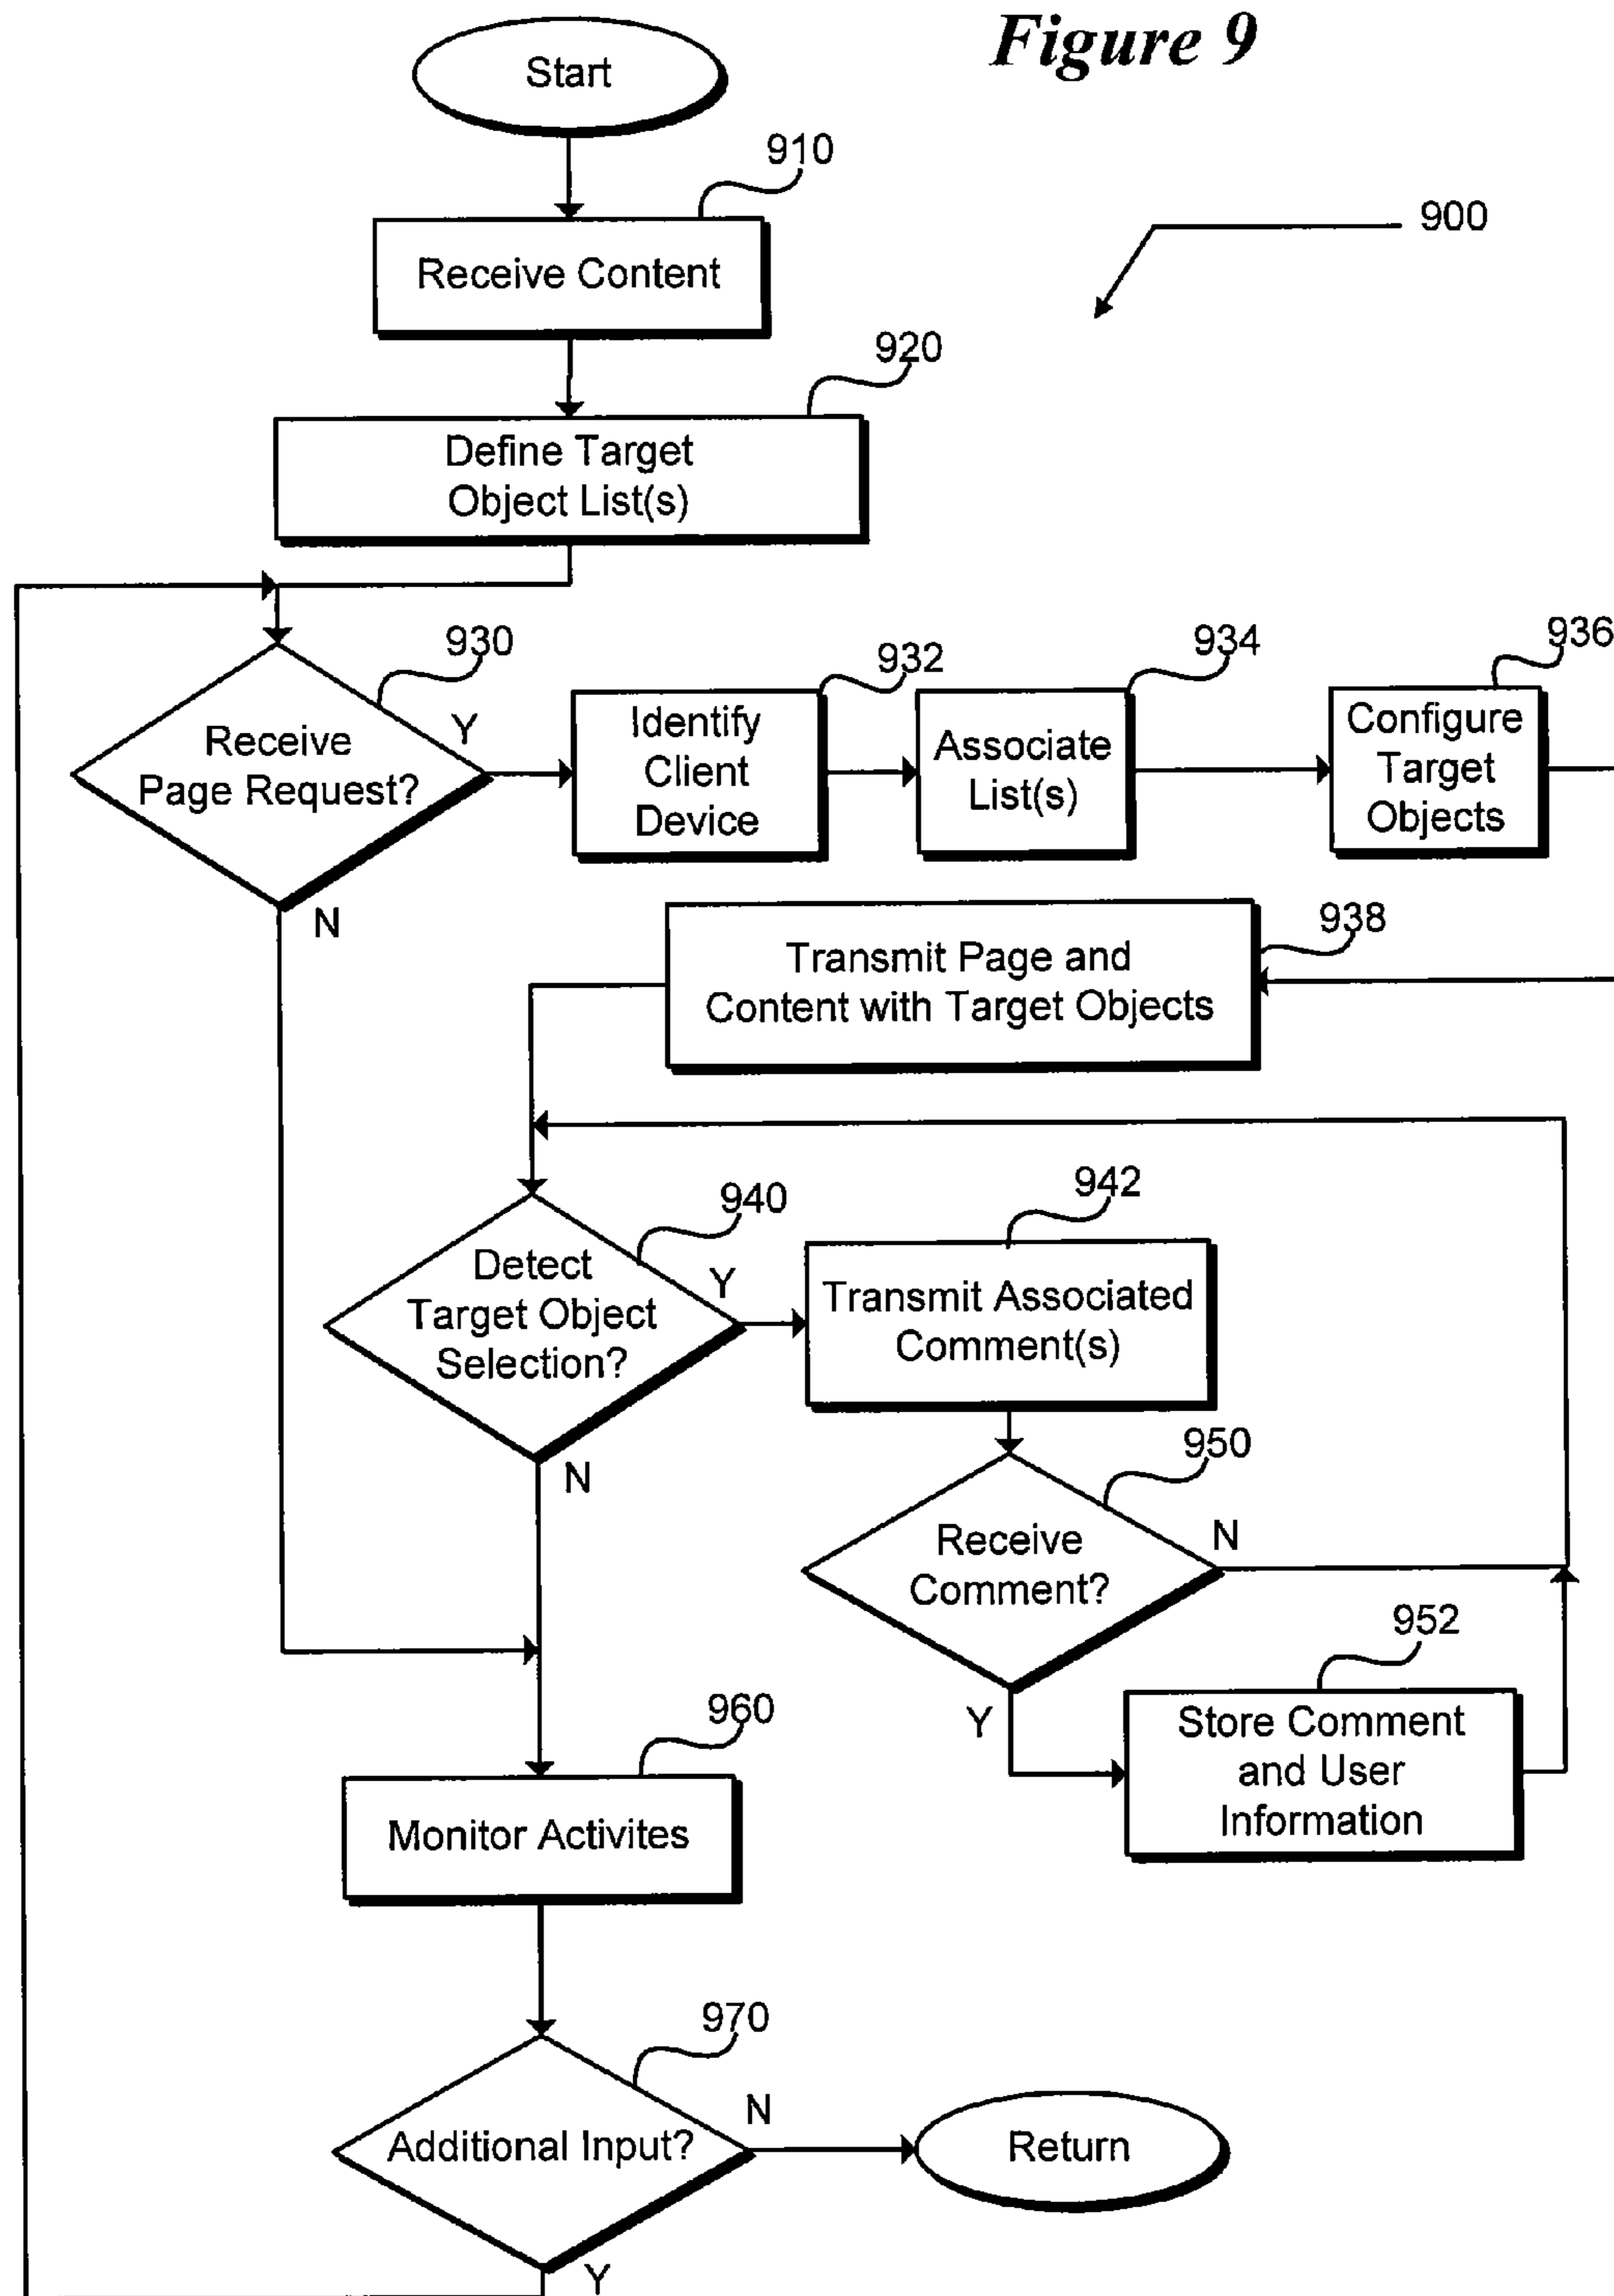 Figure 9
Start
910
900
Receive Content
920
Define Target
Object List(s)
930
932
934
936
Receive
Page Request?
Y
N
Identify
Client
Device
Associate
List(s)
Configure
Target
Objects
938
Transmit Page and
Content with Target Objects
940
942
Detect
Target Object
Selection?
Y
N
Transmit Associated
Comment(s)
950
Receive
Comment?
N
Y
952
Store Comment
and User
Information
960
Monitor Activites
970
Additional Input?
N
Y
Return